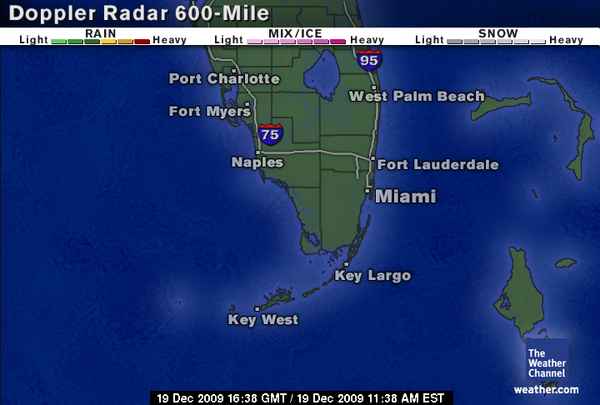 Doppler Radar 600-Mile
RAIN MIX/ICE SNOW
Light Heavy Light Heavy Light Heavy
95
Port Charlotte
West Palm Beach
Fort Myers
75
Naples
Fort Lauderdale
Miami
Key Largo
Key West
The
Weather
Channel
weather.com
19 Dec 2009 16:38 GMT / 19 Dec 2009 11:38 AM EST